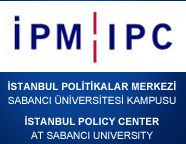 İPM IPC
İSTANBUL POLİTİKALAR MERKEZİ
SABANCI ÜNİVERSİTESİ KAMPUSU
İSTANBUL POLICY CENTER
AT SABANCI UNIVERSITY